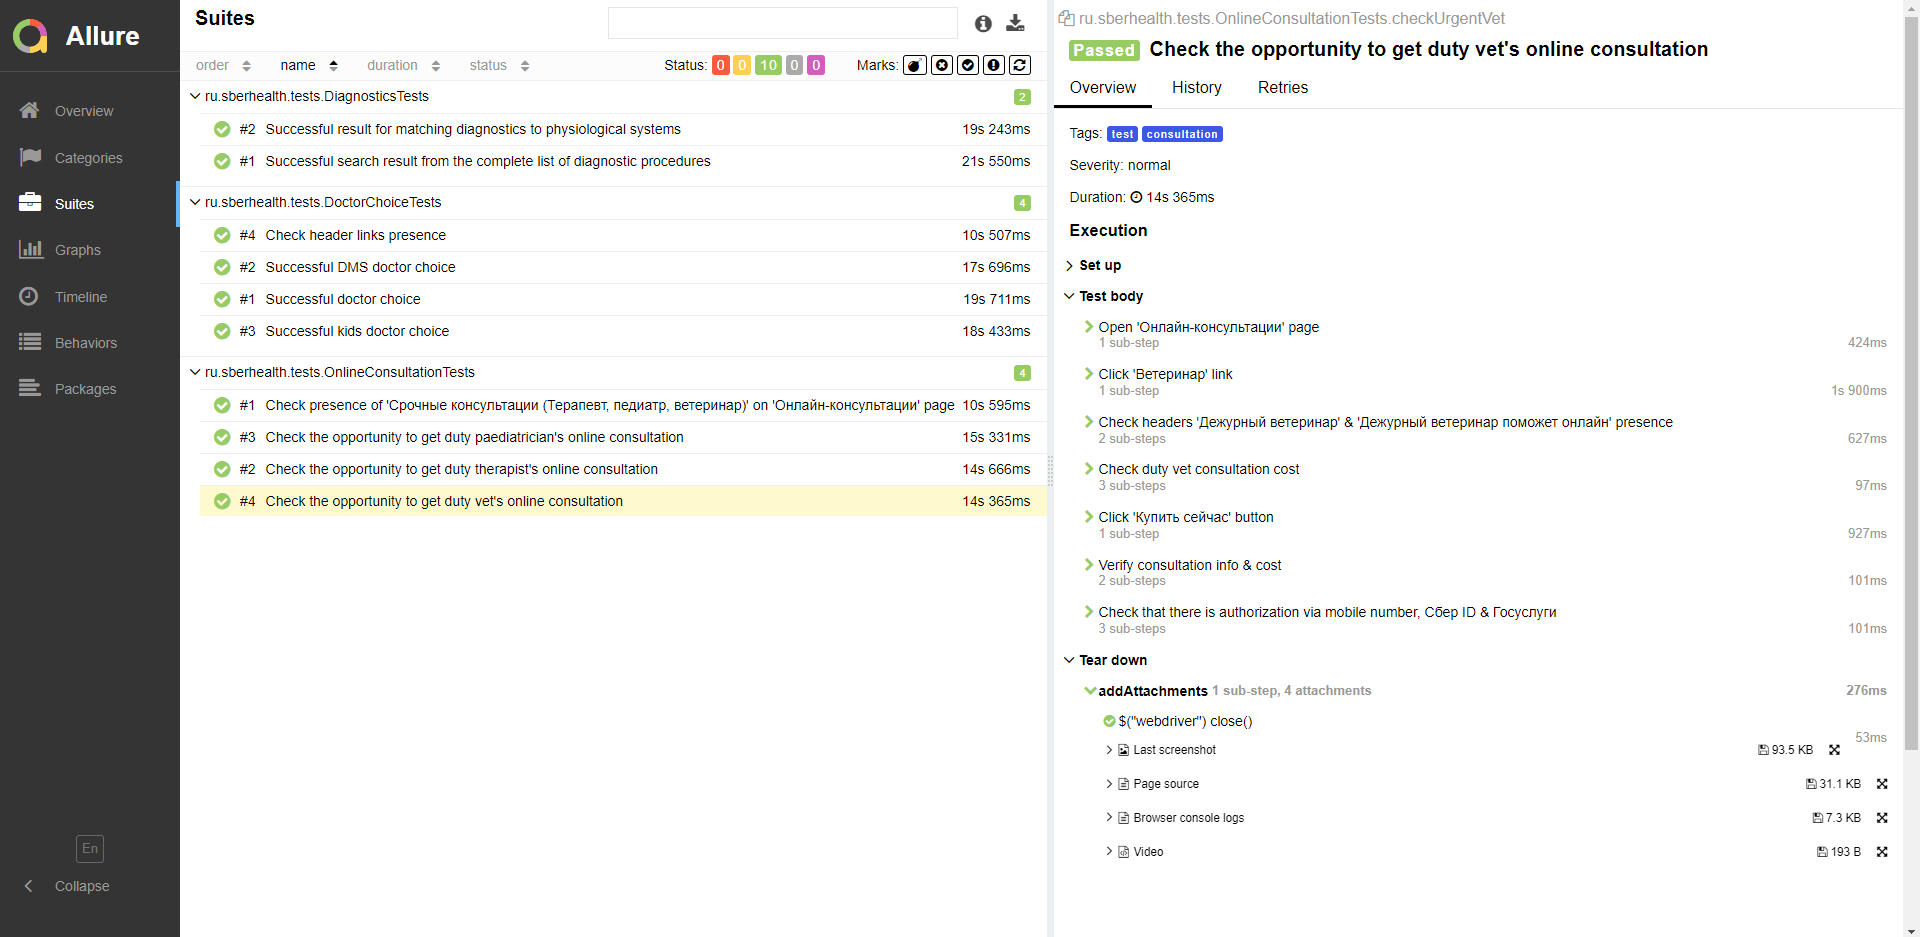 Allure
Overview
Categories
Suites
Graphs
Timeline
Behaviors
Packages
En
Collapse
Suites
order name duration status Status: 0 0 10 0 0 Marks:
ru.sberhealth.tests.DiagnosticsTests 2
#2 Successful result for matching diagnostics to physiological systems 19s 243ms
#1 Successful search result from the complete list of diagnostic procedures 21s 550ms
ru.sberhealth.tests.DoctorChoiceTests 4
#4 Check header links presence 10s 507ms
#2 Successful DMS doctor choice 17s 696ms
#1 Successful doctor choice 19s 711ms
#3 Successful kids doctor choice 18s 433ms
ru.sberhealth.tests.OnlineConsultationTests 4
#1 Check presence of 'Срочные консультации (Терапевт, педиатр, ветеринар)' on 'Онлайн-консультации' page 10s 595ms
#3 Check the opportunity to get duty paediatrician's online consultation 15s 331ms
#2 Check the opportunity to get duty therapist's online consultation 14s 666ms
#4 Check the opportunity to get duty vet's online consultation 14s 365ms
ru.sberhealth.tests.OnlineConsultationTests.checkUrgentVet
Passed Check the opportunity to get duty vet's online consultation
Overview History Retries
Tags: test consultation
Severity: normal
Duration: 14s 365ms
Execution
Set up
Test body
Open 'Онлайн-консультации' page
1 sub-step 424ms
Click 'Ветеринар' link
1 sub-step 1s 900ms
Check headers 'Дежурный ветеринар' & 'Дежурный ветеринар поможет онлайн' presence
2 sub-steps 627ms
Check duty vet consultation cost
3 sub-steps 97ms
Click 'Купить сейчас' button
1 sub-step 927ms
Verify consultation info & cost
2 sub-steps 101ms
Check that there is authorization via mobile number, Сбер ID & Госуслуги
3 sub-steps 101ms
Tear down
addAttachments 1 sub-step, 4 attachments 276ms
$("webdriver") close()
53ms
Last screenshot 93.5 KB
Page source 31.1 KB
Browser console logs 7.3 KB
Video 193 B